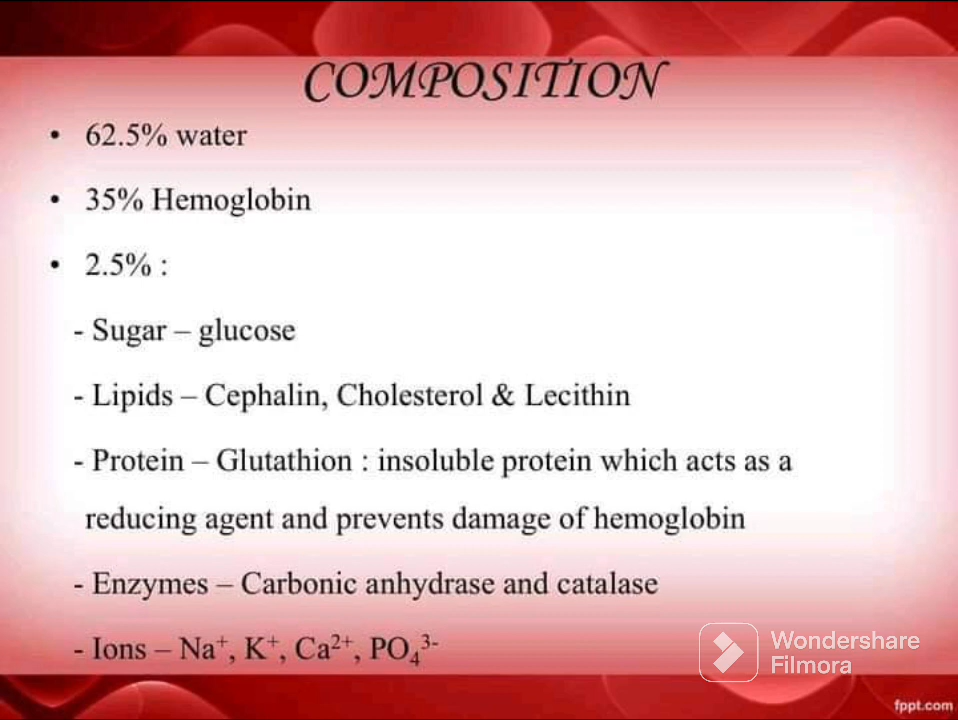 COMPOSITION
• 62.5% water
• 35% Hemoglobin
• 2.5% :
- Sugar – glucose
- Lipids – Cephalin, Cholesterol & Lecithin
- Protein – Glutathion : insoluble protein which acts as a
reducing agent and prevents damage of hemoglobin
- Enzymes – Carbonic anhydrase and catalase
- Ions – Na⁺, K⁺, Ca²⁺, PO₄³⁻
Wondershare
Filmora
fppt.com